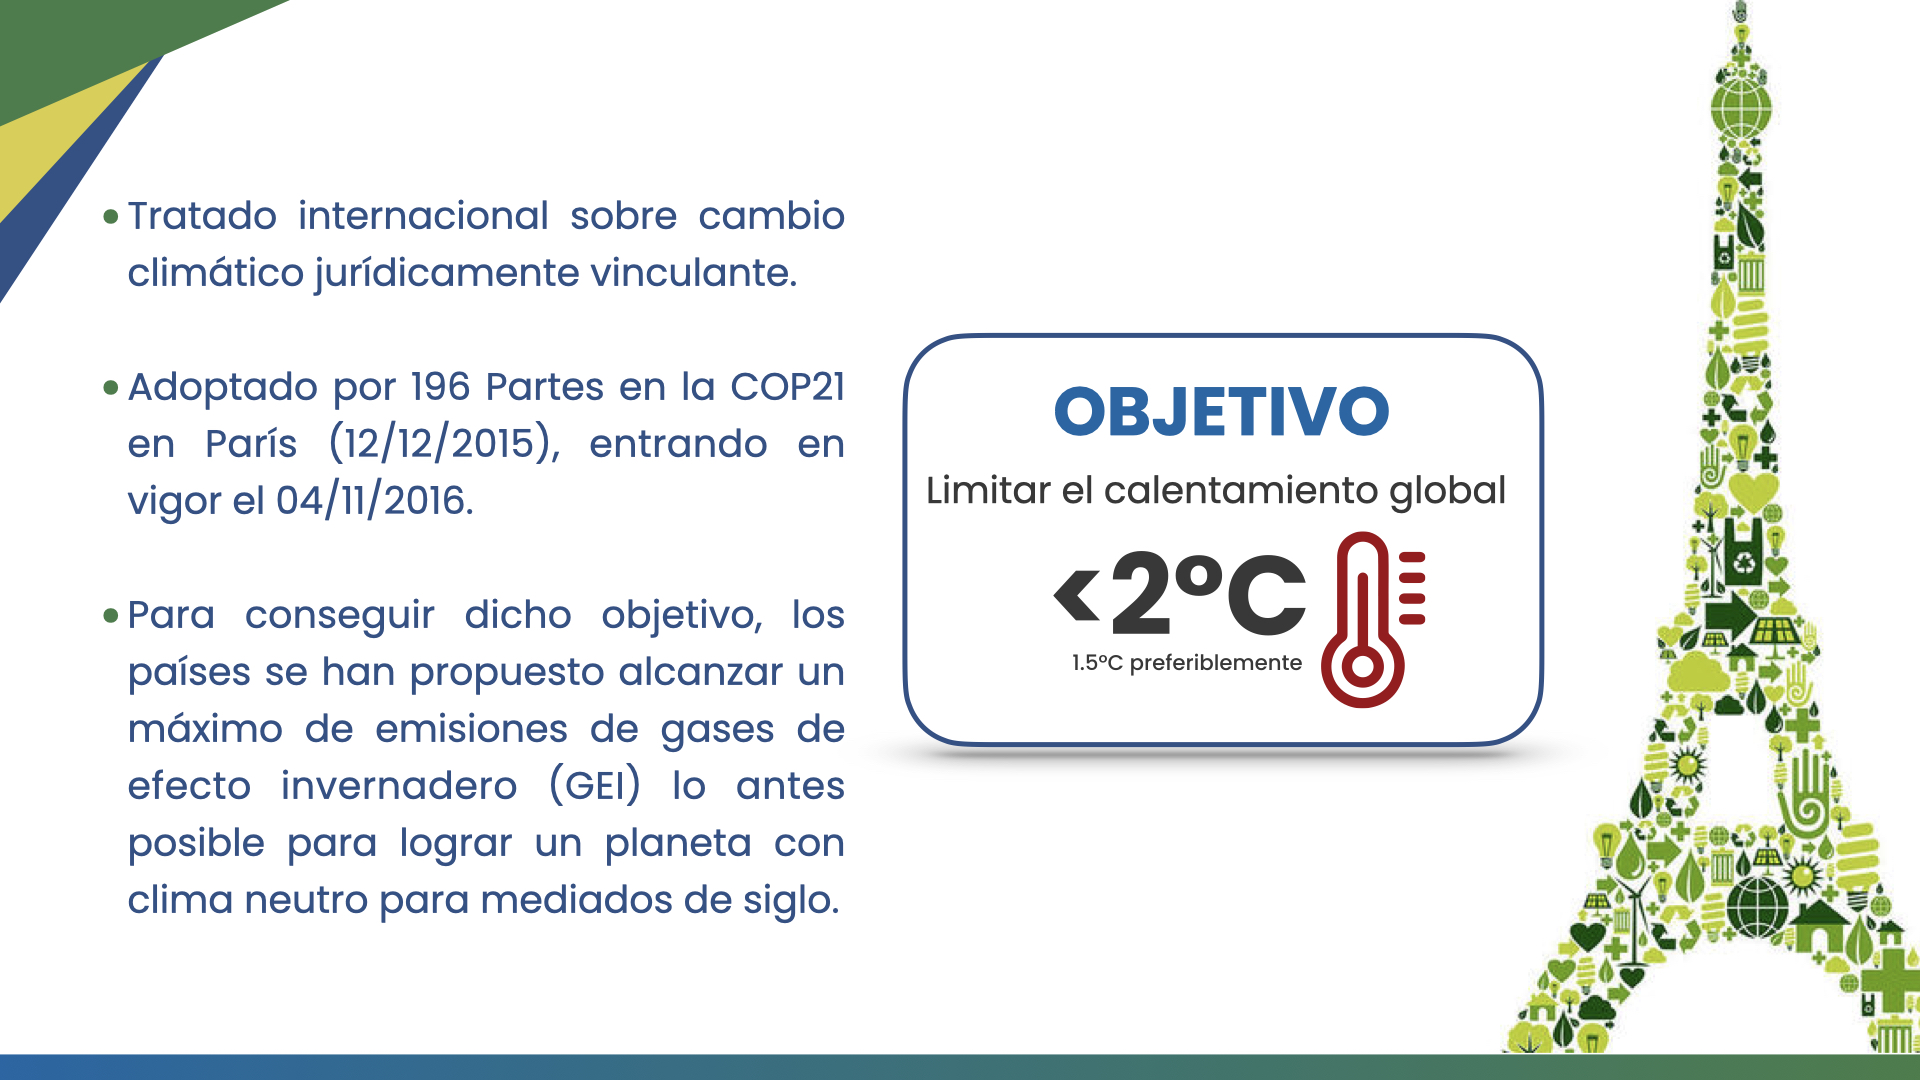 Tratado internacional sobre cambio
climático jurídicamente vinculante.
Adoptado por 196 Partes en la COP21
en París (12/12/2015), entrando en
vigor el 04/11/2016.
Para conseguir dicho objetivo, los
países se han propuesto alcanzar un
máximo de emisiones de gases de
efecto invernadero (GEI) lo antes
posible para lograr un planeta con
clima neutro para mediados de siglo.
OBJETIVO
Limitar el calentamiento global
<2°C
1.5°C preferiblemente